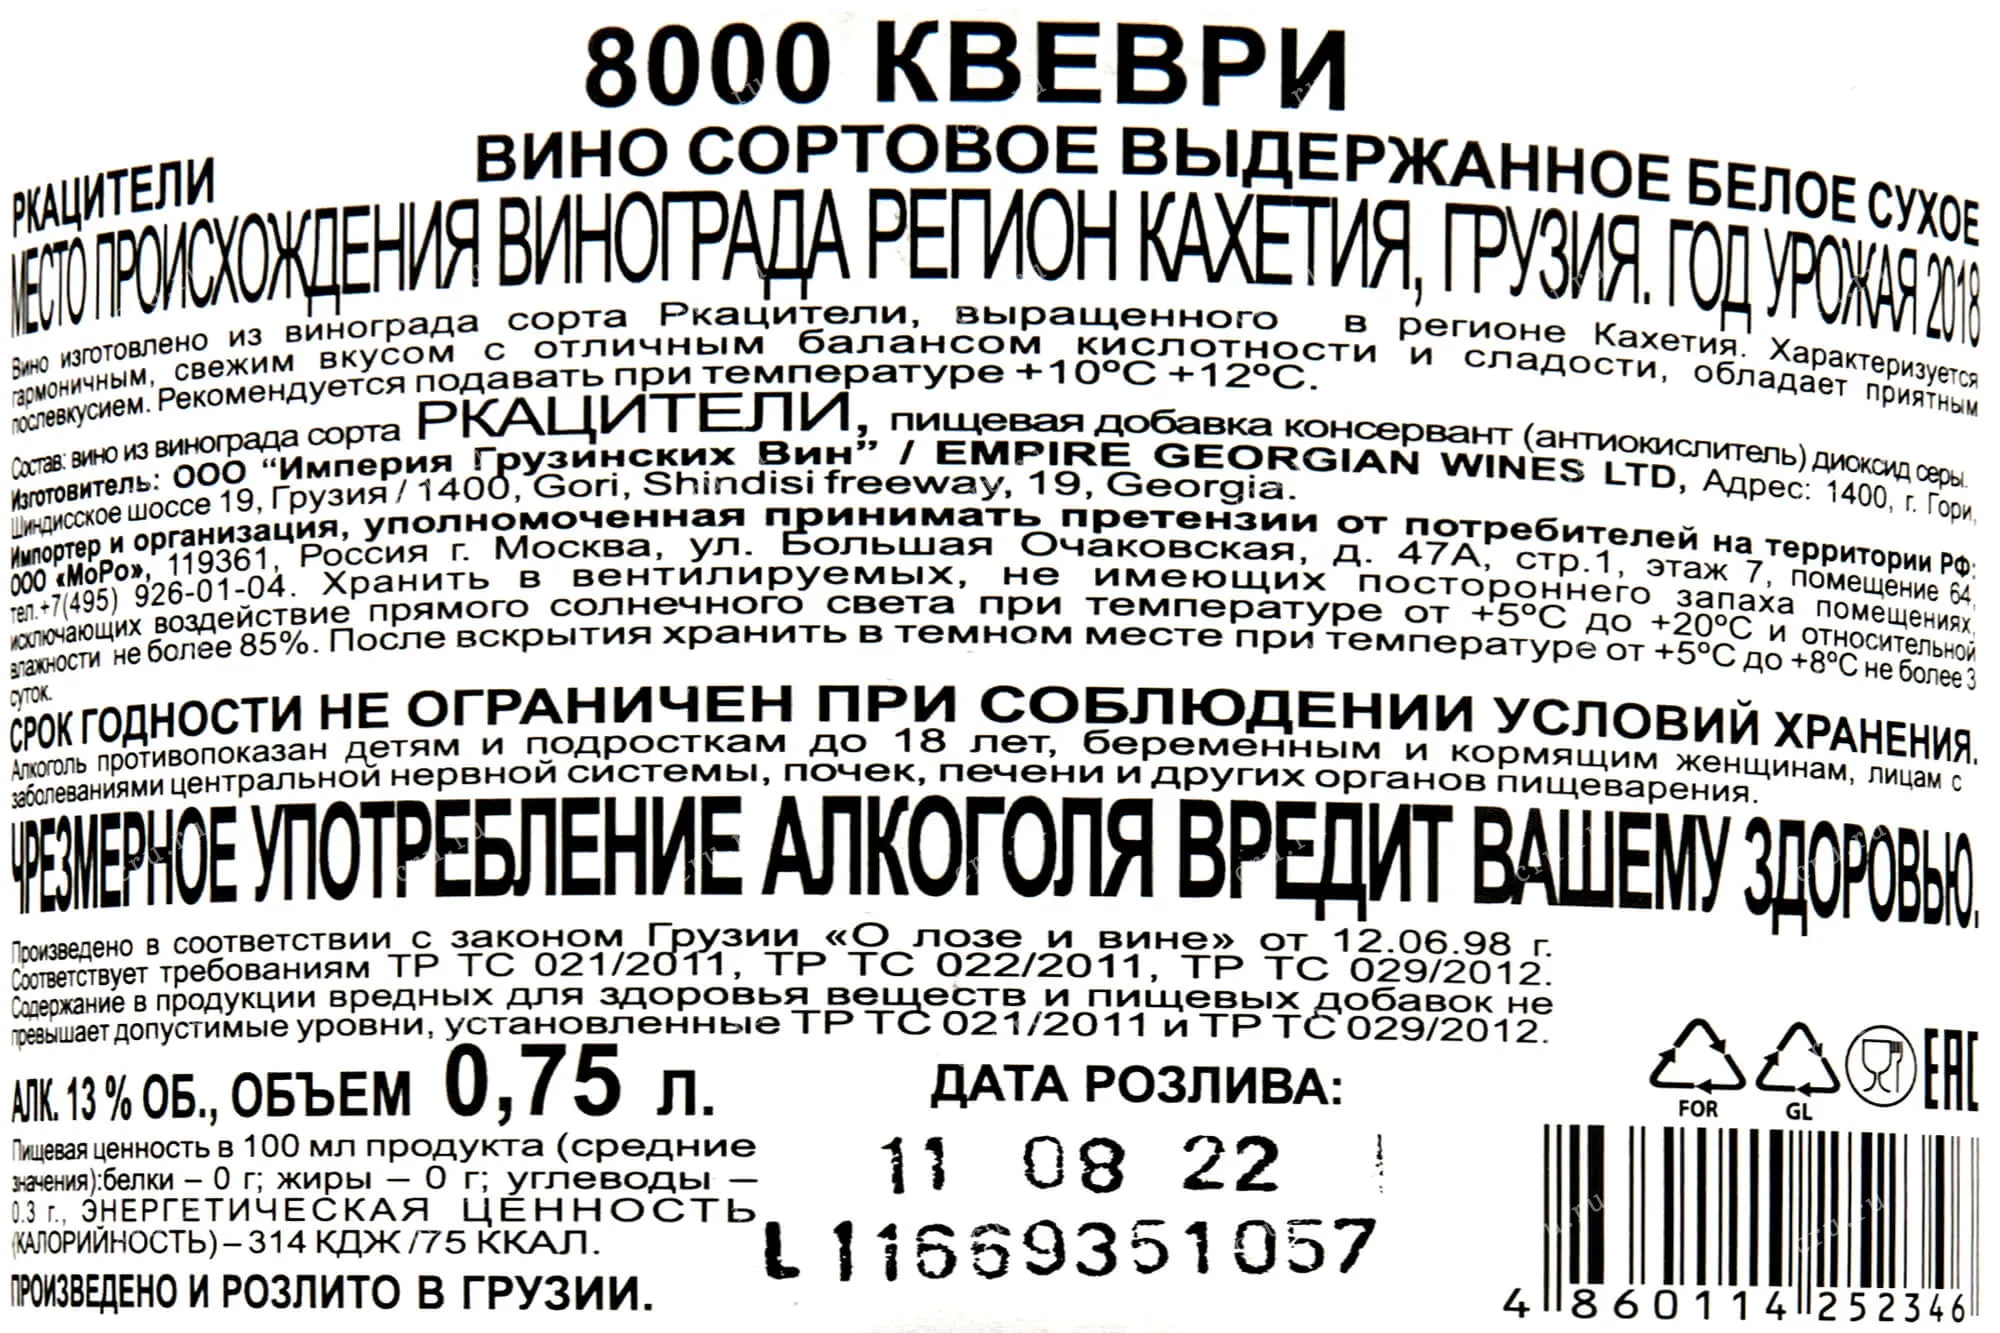 8000 КВЕВРИ
РКАЦИТЕЛИ ВИНО СОРТОВОЕ ВЫДЕРЖАННОЕ БЕЛОЕ СУХОЕ
МЕСТО ПРОИСХОЖДЕНИЯ ВИНОГРАДА РЕГИОН КАХЕТИЯ, ГРУЗИЯ. ГОД УРОЖАЯ 2018
Вино изготовлено из винограда сорта Ркацители, выращенного в регионе Кахетия. Характеризуется
гармоничным, свежим вкусом с отличным балансом кислотности и сладости, обладает приятным
послевкусием. Рекомендуется подавать при температуре +10ºС +12ºС.
Состав: вино из винограда сорта РКАЦИТЕЛИ, пищевая добавка консервант (антиокислитель) диоксид серы.
Изготовитель: ООО “Империя Грузинских Вин” / EMPIRE GEORGIAN WINES LTD, Адрес: 1400, г. Гори,
Шиндисское шоссе 19, Грузия / 1400, Gori, Shindisi freeway, 19, Georgia.
Импортер и организация, уполномоченная принимать претензии от потребителей на территории РФ:
ООО «МоРо», 119361, Россия г. Москва, ул. Большая Очаковская, д. 47А, стр.1, этаж 7, помещение 64,
тел.+7(495) 926-01-04. Хранить в вентилируемых, не имеющих постороннего запаха помещениях,
исключающих воздействие прямого солнечного света при температуре от +5ºС до +20ºС и относительной
влажности не более 85%. После вскрытия хранить в темном месте при температуре от +5ºС до +8ºС не более 3
суток.
СРОК ГОДНОСТИ НЕ ОГРАНИЧЕН ПРИ СОБЛЮДЕНИИ УСЛОВИЙ ХРАНЕНИЯ.
Алкоголь противопоказан детям и подросткам до 18 лет, беременным и кормящим женщинам, лицам с
заболеваниями центральной нервной системы, почек, печени и других органов пищеварения.
ЧРЕЗМЕРНОЕ УПОТРЕБЛЕНИЕ АЛКОГОЛЯ ВРЕДИТ ВАШЕМУ ЗДОРОВЬЮ.
Произведено в соответствии с законом Грузии «О лозе и вине» от 12.06.98 г.
Соответствует требованиям ТР ТС 021/2011, ТР ТС 022/2011, ТР ТС 029/2012.
Содержание в продукции вредных для здоровья веществ и пищевых добавок не
превышает допустимые уровни, установленные ТР ТС 021/2011 и ТР ТС 029/2012.
АЛК. 13 % ОБ., ОБЪЕМ 0,75 л.
Пищевая ценность в 100 мл продукта (средние
значения):белки – 0 г; жиры – 0 г; углеводы –
0.3 г., ЭНЕРГЕТИЧЕСКАЯ ЦЕННОСТЬ
(КАЛОРИЙНОСТЬ) – 314 КДЖ /75 ККАЛ.
ПРОИЗВЕДЕНО И РОЗЛИТО В ГРУЗИИ.
ДАТА РОЗЛИВА:
11 08 22
L11669351057
FOR GL EAC
4 860114 252346
cru.ru